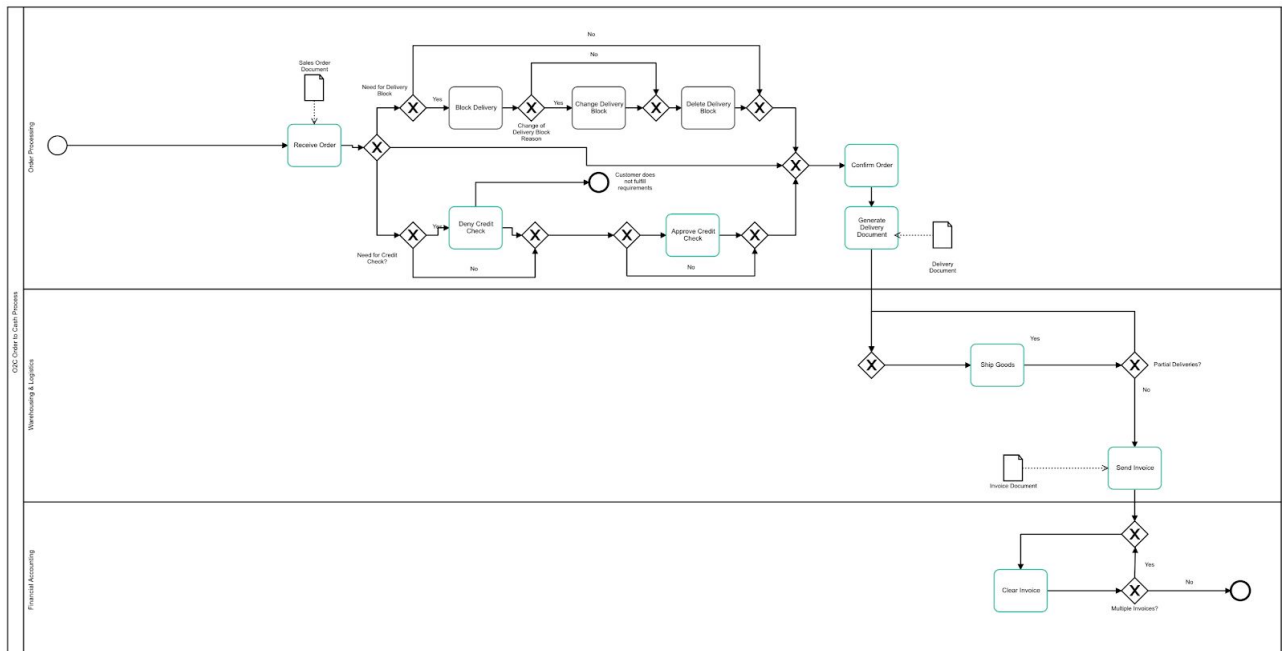 O2C Order to Cash Process
Order Processing
Sales Order
Document
Receive Order
Need for Delivery
Block
Yes
No
Block Delivery
No
Change of
Delivery Block
Reason
Yes
Change Delivery
Block
Delete Delivery
Block
Customer does
not fulfill
requirements
Need for Credit
Check?
Yes
No
Deny Credit
Check
Approve Credit
Check
No
Confirm Order
Generate
Delivery
Document
Delivery
Document
Warehousing & Logistics
Ship Goods
Yes
Partial Deliveries?
No
Send Invoice
Invoice Document
Financial Accounting
Clear Invoice
Yes
Multiple Invoices?
No